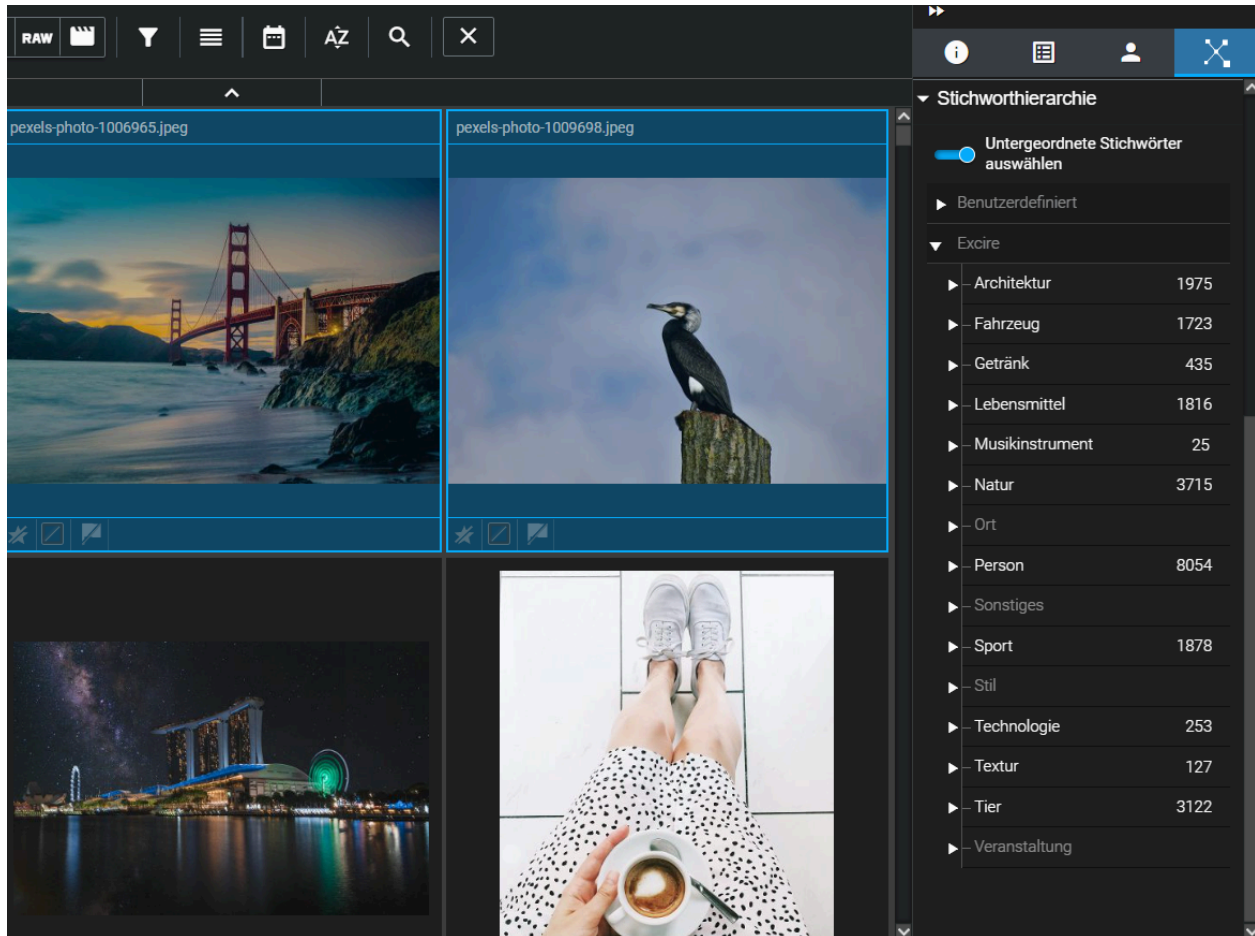 RAW
AZ
pexels-photo-1006965.jpeg
pexels-photo-1009698.jpeg
Stichworthierarchie
Untergeordnete Stichwörter
auswählen
Benutzerdefiniert
Excire
Architektur 1975
Fahrzeug 1723
Getränk 435
Lebensmittel 1816
Musikinstrument 25
Natur 3715
Ort
Person 8054
Sonstiges
Sport 1878
Stil
Technologie 253
Textur 127
Tier 3122
Veranstaltung